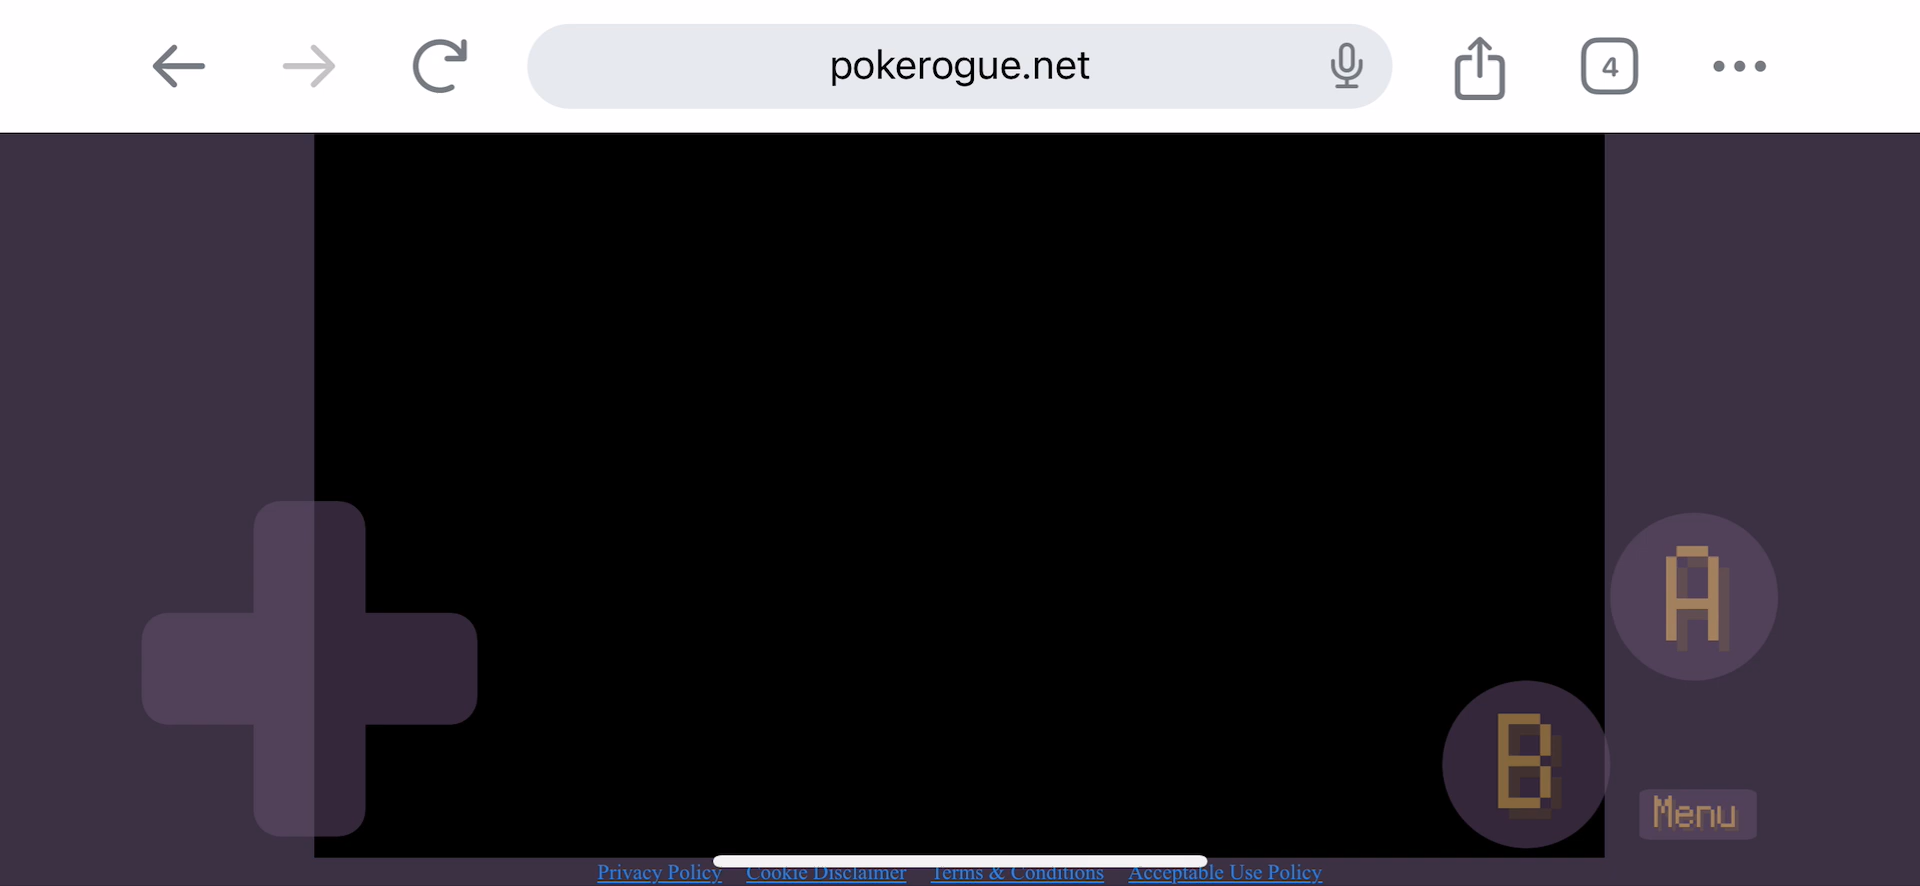 pokerogue.net
4
A
B
Menu
Privacy Policy Cookie Disclaimer Terms & Conditions Acceptable Use Policy